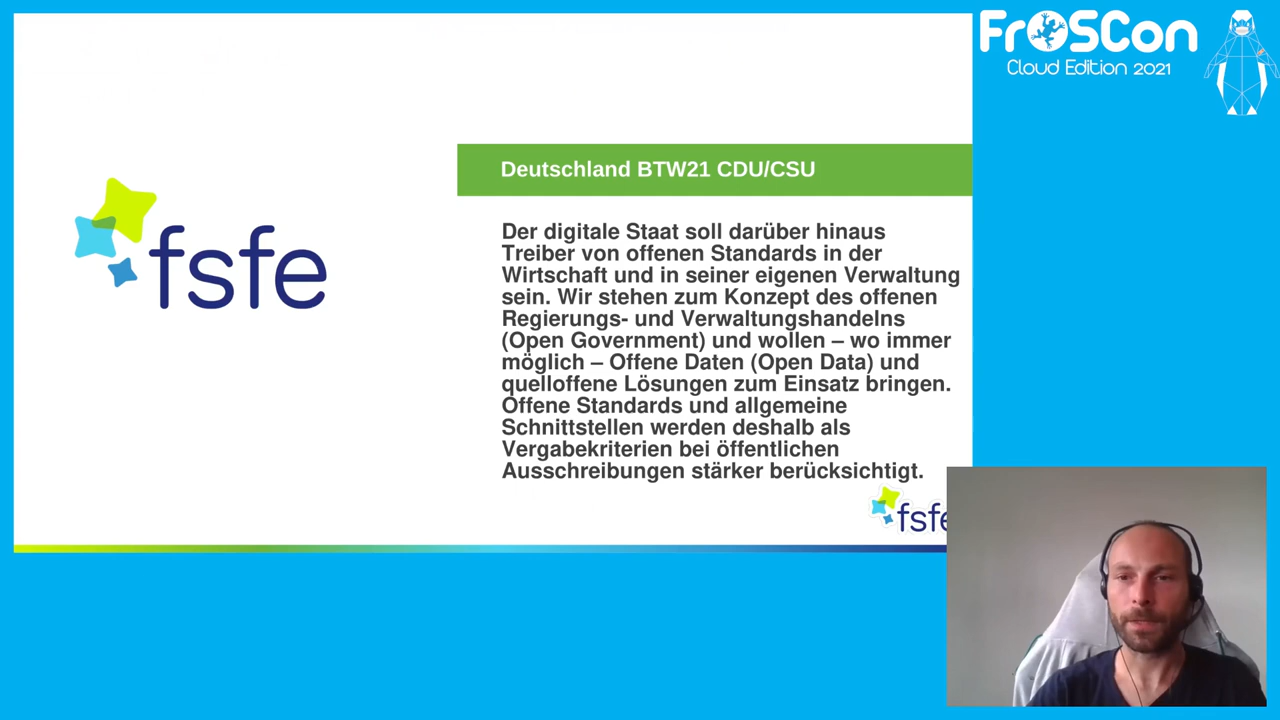 FrOSCon
Cloud Edition 2021
fsfe
Deutschland BTW21 CDU/CSU
Der digitale Staat soll darüber hinaus
Treiber von offenen Standards in der
Wirtschaft und in seiner eigenen Verwaltung
sein. Wir stehen zum Konzept des offenen
Regierungs- und Verwaltungshandelns
(Open Government) und wollen – wo immer
möglich – Offene Daten (Open Data) und
quelloffene Lösungen zum Einsatz bringen.
Offene Standards und allgemeine
Schnittstellen werden deshalb als
Vergabekriterien bei öffentlichen
Ausschreibungen stärker berücksichtigt.
fsfe